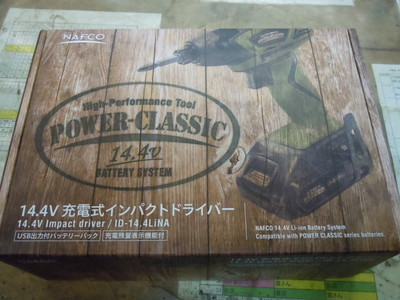 NAFCO
High-Performance Tool
POWER-CLASSIC
14.4V
BATTERY SYSTEM
14.4V 充電式インパクトドライバー
14.4V Impact driver / ID-14.4LiNA
USB出力付バッテリーパック 充電残量表示機能付
NAFCO 14.4V Li-ion Battery System
Compatible with POWER CLASSIC series batteries.